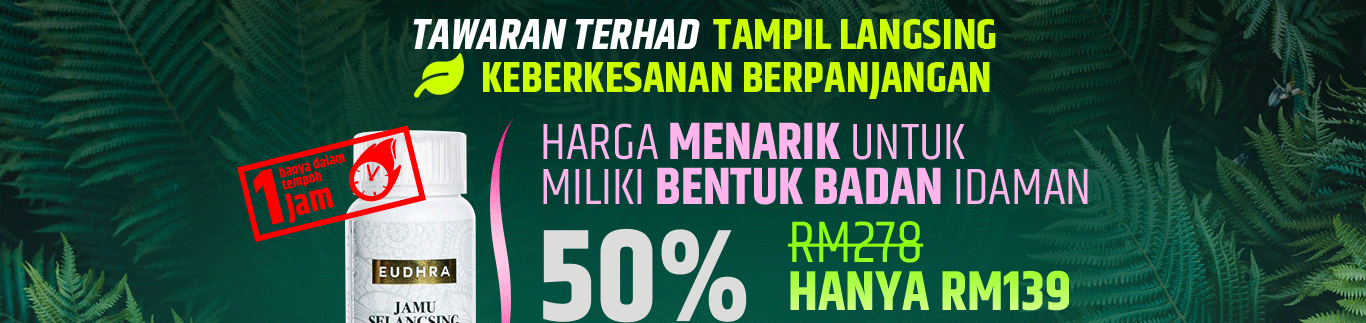 TAWARAN TERHAD TAMPIL LANGSING
KEBERKESANAN BERPANJANGAN
1 hanya dalam
tempoh
jam
HARGA MENARIK UNTUK
MILIKI BENTUK BADAN IDAMAN
50%
RM278
HANYA RM139
EUDHRA
JAMU
SELANGSING